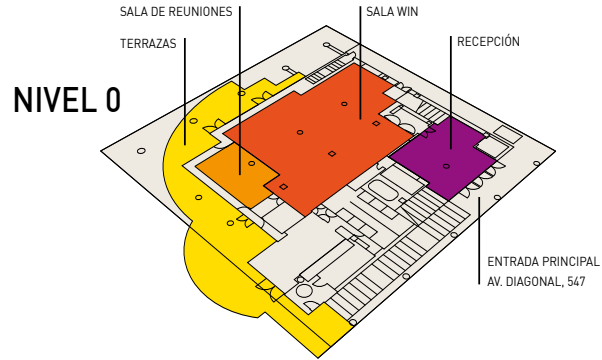 SALA DE REUNIONES
SALA WIN
TERRAZAS
RECEPCIÓN
NIVEL 0
ENTRADA PRINCIPAL
AV. DIAGONAL, 547